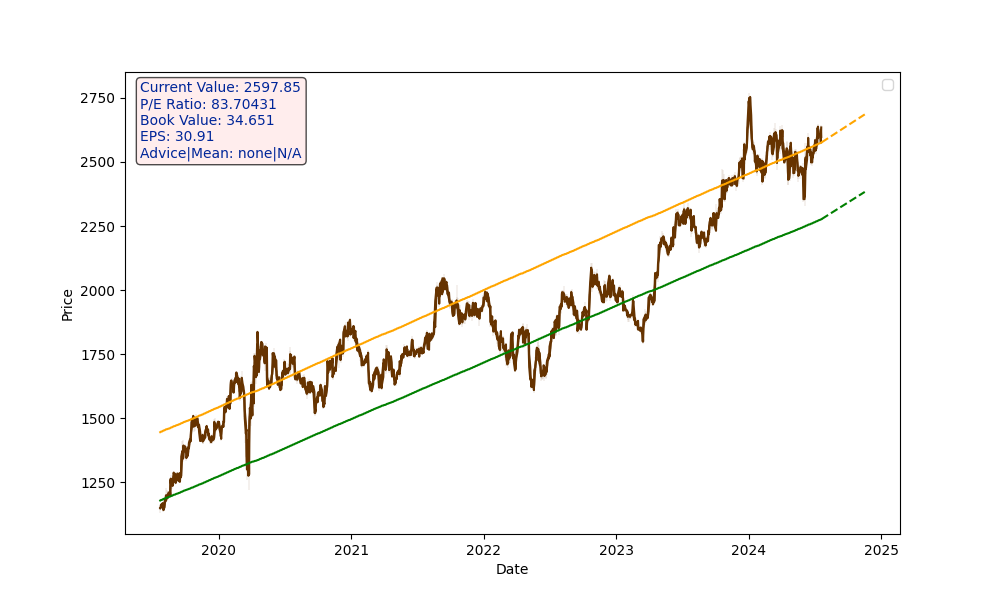 Current Value: 2597.85
P/E Ratio: 83.70431
Book Value: 34.651
EPS: 30.91
Advice|Mean: none|N/A
2750
2500
2250
2000
1750
1500
1250
Price
2020 2021 2022 2023 2024 2025
Date